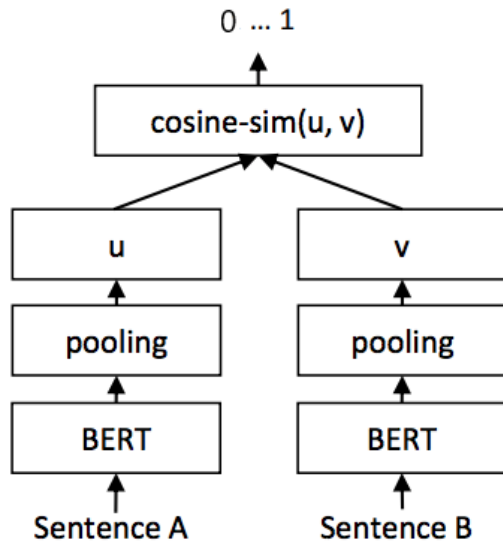 0 ... 1
cosine-sim(u, v)
u
v
pooling
pooling
BERT
BERT
Sentence A
Sentence B